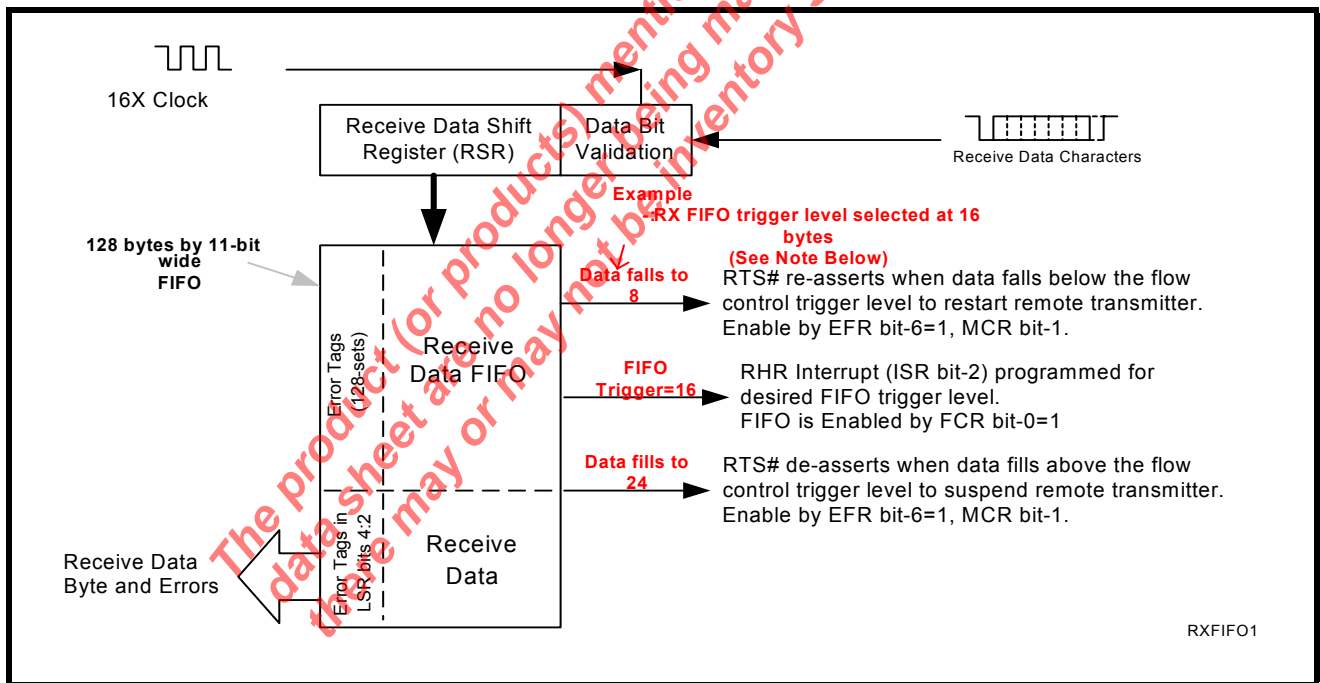 16X Clock
Receive Data Shift
Register (RSR)
Data Bit
Validation
Receive Data Characters
Example
-:RX FIFO trigger level selected at 16
bytes
(See Note Below)
128 bytes by 11-bit
wide
FIFO
Data falls to
8
RTS# re-asserts when data falls below the flow
control trigger level to restart remote transmitter.
Enable by EFR bit-6=1, MCR bit-1.
Error Tags
(128-sets)
Receive
Data FIFO
FIFO
Trigger=16
RHR Interrupt (ISR bit-2) programmed for
desired FIFO trigger level.
FIFO is Enabled by FCR bit-0=1
Data fills to
24
RTS# de-asserts when data fills above the flow
control trigger level to suspend remote transmitter.
Enable by EFR bit-6=1, MCR bit-1.
Error Tags in
LSR bits 4:2
Receive
Data
Receive Data
Byte and Errors
RXFIFO1
The product (or products)
data sheet are no longer being
there may or may not be inventory